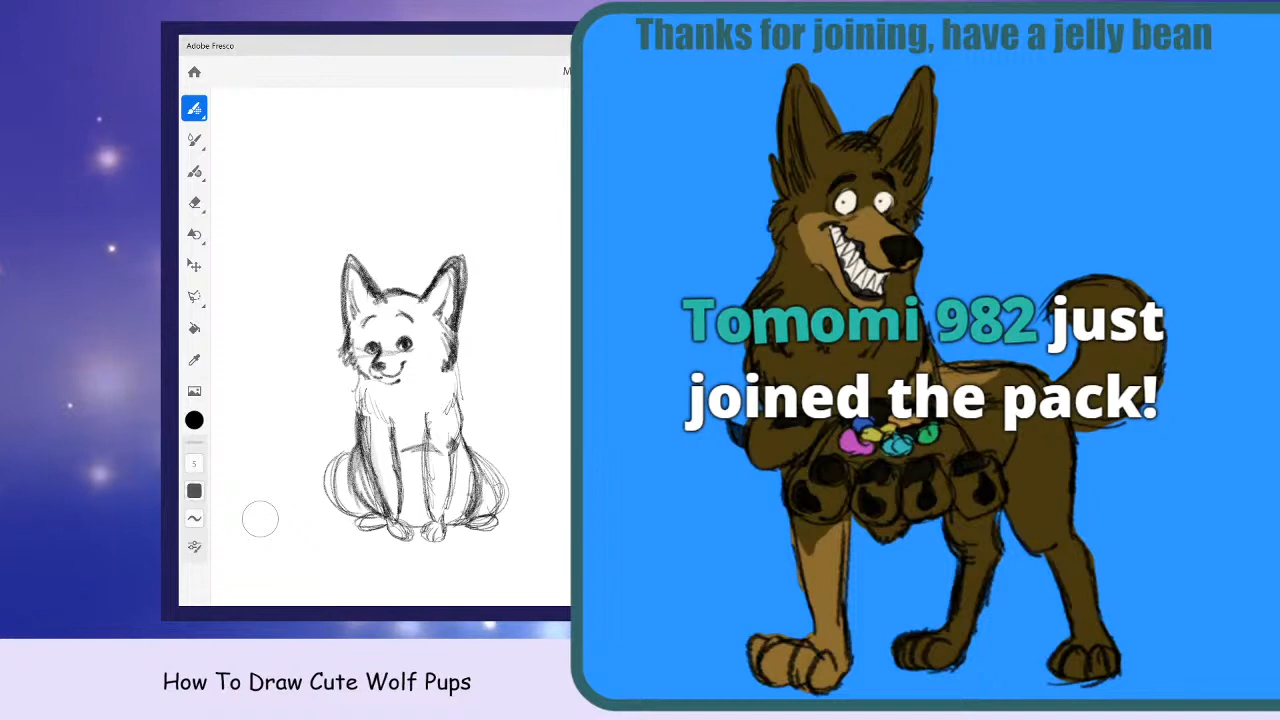 Thanks for joining, have a jelly bean
Adobe Fresco
M
Tomomi 982 just
joined the pack!
5
How To Draw Cute Wolf Pups